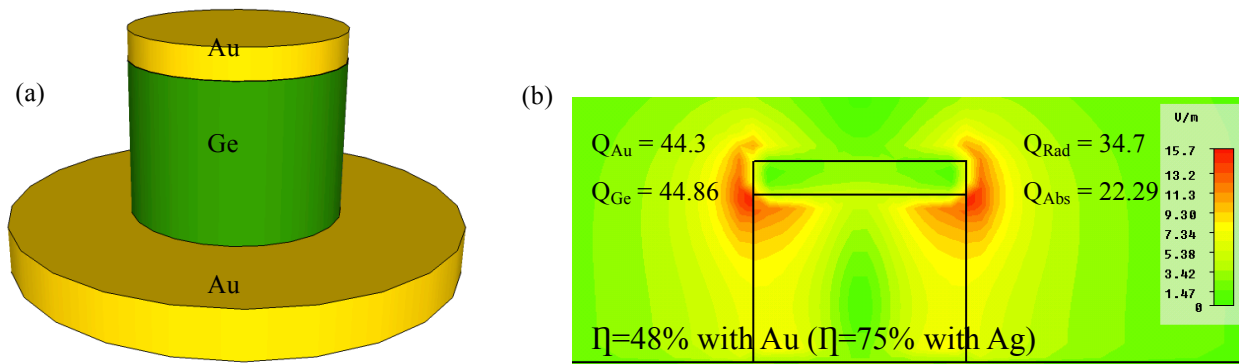 (a)
Au
Ge
Au
(b)
Q_Au = 44.3
Q_Ge = 44.86
Q_Rad = 34.7
Q_Abs = 22.29
V/m
15.7
13.2
11.3
9.30
7.34
5.38
3.42
1.47
0
Ƞ=48% with Au (Ƞ=75% with Ag)